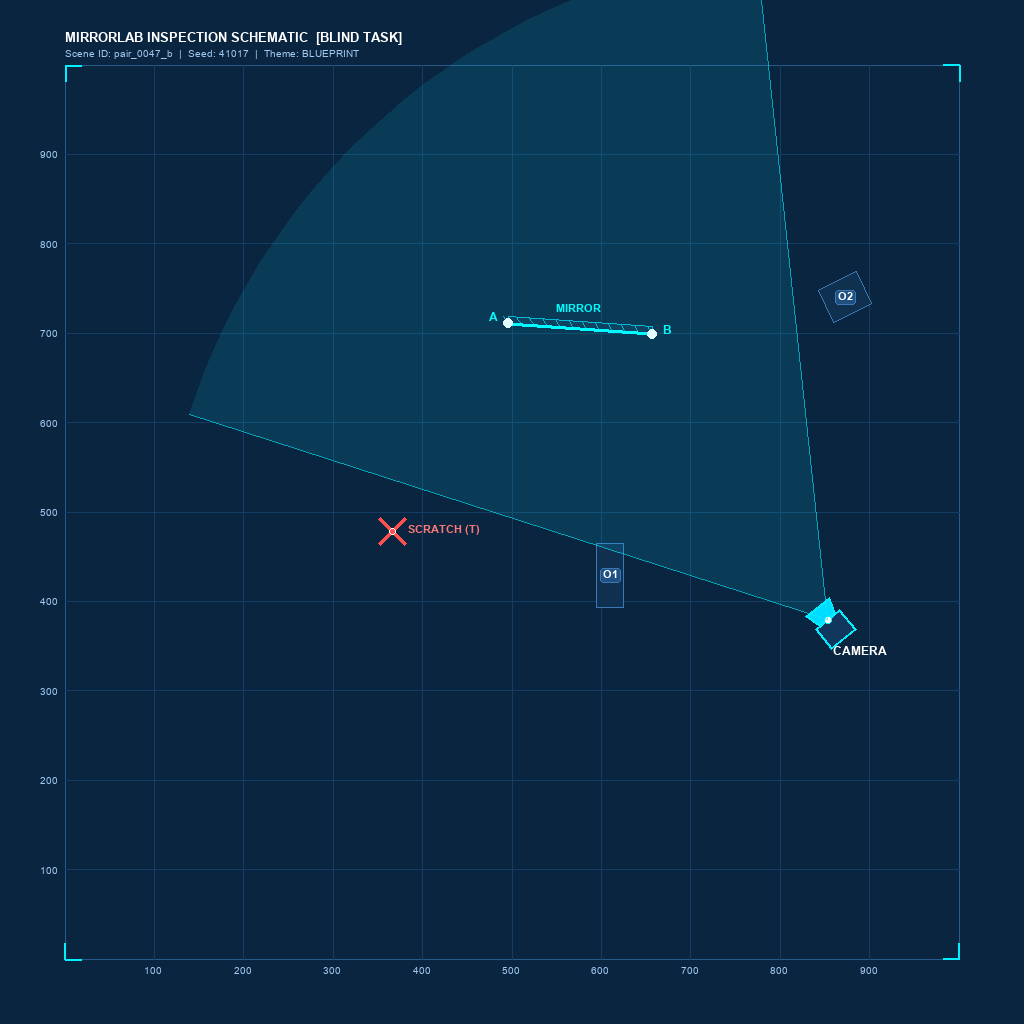 MIRRORLAB INSPECTION SCHEMATIC [BLIND TASK]
Scene ID: pair_0047_b | Seed: 41017 | Theme: BLUEPRINT
900
800
700
600
500
400
300
200
100
MIRROR
A
B
O2
SCRATCH (T)
O1
CAMERA
100
200
300
400
500
600
700
800
900